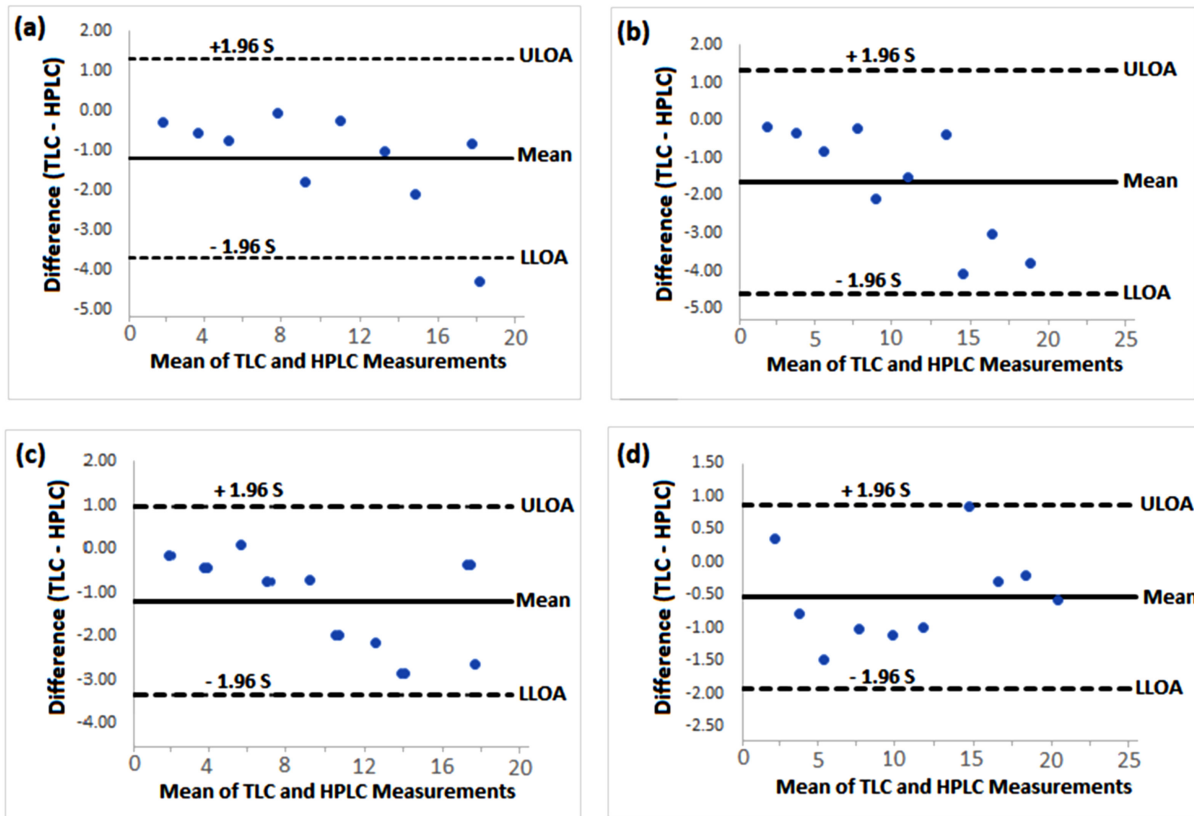 (a)
2.00
+1.96 S
ULOA
1.00
0.00
-1.00
Mean
-2.00
-3.00
- 1.96 S
LLOA
-4.00
-5.00
0 4 8 12 16 20
Difference (TLC - HPLC)
Mean of TLC and HPLC Measurements
(b)
2.00
+ 1.96 S
ULOA
1.00
0.00
-1.00
Mean
-2.00
-3.00
-4.00
- 1.96 S
LLOA
-5.00
0 5 10 15 20 25
Difference (TLC - HPLC)
Mean of TLC and HPLC Measurements
(c)
2.00
+ 1.96 S
1.00
ULOA
0.00
-1.00
Mean
-2.00
-3.00
- 1.96 S
LLOA
-4.00
0 4 8 12 16 20
Difference (TLC - HPLC)
Mean of TLC and HPLC Measurements
(d)
1.50
+ 1.96 S
1.00
ULOA
0.50
0.00
-0.50
Mean
-1.00
-1.50
- 1.96 S
-2.00
LLOA
-2.50
0 5 10 15 20 25
Difference (TLC - HPLC)
Mean of TLC and HPLC Measurements